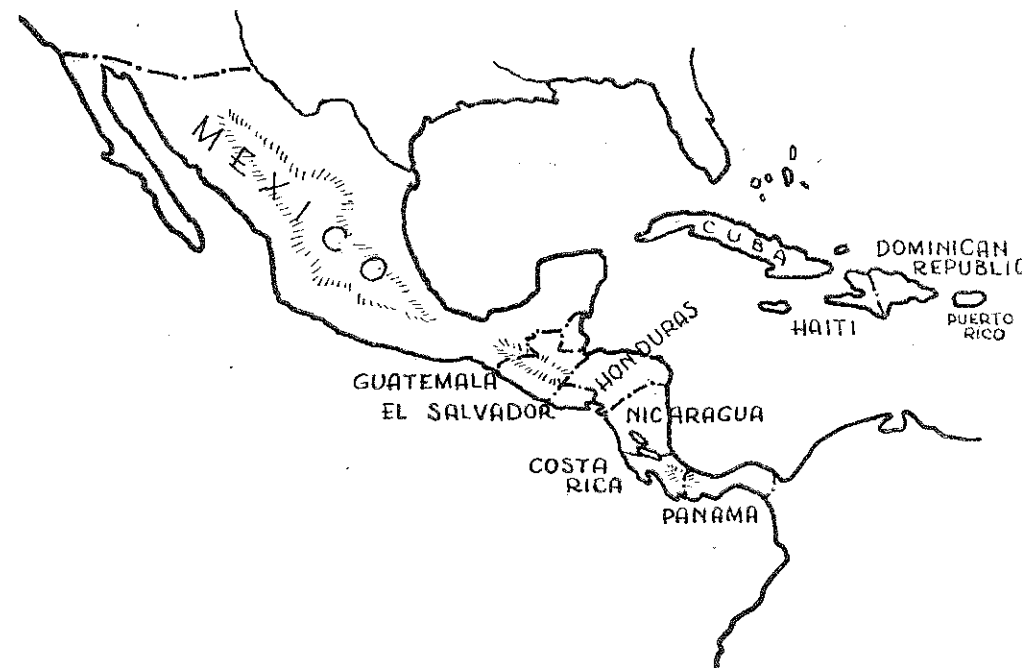 MEXICO
CUBA
DOMINICAN
REPUBLIC
HAITI
PUERTO
RICO
HONDURAS
GUATEMALA
EL SALVADOR
NICARAGUA
COSTA
RICA
PANAMA